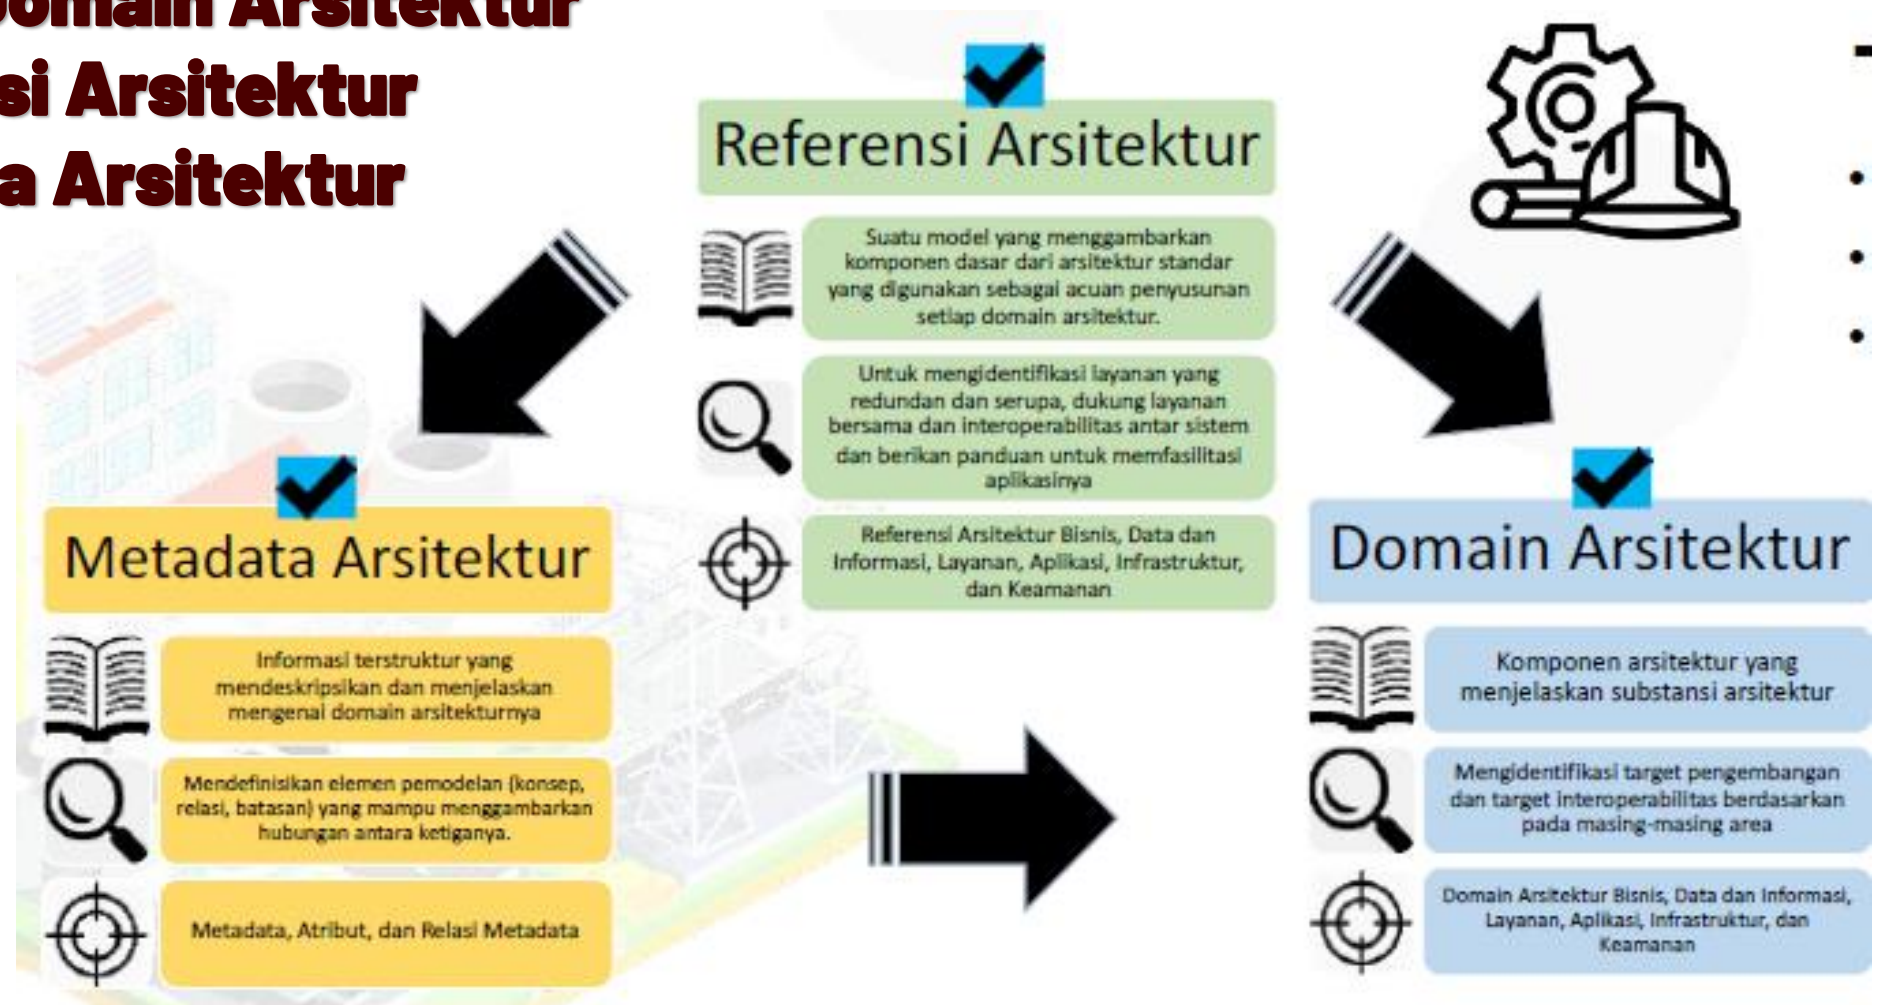 Domain Arsitektur
si Arsitektur
a Arsitektur
Referensi Arsitektur
Suatu model yang menggambarkan
komponen dasar dari arsitektur standar
yang digunakan sebagai acuan penyusunan
setiap domain arsitektur.
Untuk mengidentifikasi layanan yang
redundan dan serupa, dukung layanan
bersama dan interoperabilitas antar sistem
dan berikan panduan untuk memfasilitasi
aplikasinya
Referensi Arsitektur Bisnis, Data dan
Informasi, Layanan, Aplikasi, Infrastruktur,
dan Keamanan
Metadata Arsitektur
Informasi terstruktur yang
mendeskripsikan dan menjelaskan
mengenai domain arsitekturnya
Mendefinisikan elemen pemodelan (konsep,
relasi, batasan) yang mampu menggambarkan
hubungan antara ketiganya.
Metadata, Atribut, dan Relasi Metadata
Domain Arsitektur
Komponen arsitektur yang
menjelaskan substansi arsitektur
Mengidentifikasi target pengembangan
dan target interoperabilitas berdasarkan
pada masing-masing area
Domain Arsitektur Bisnis, Data dan Informasi,
Layanan, Aplikasi, Infrastruktur, dan
Keamanan